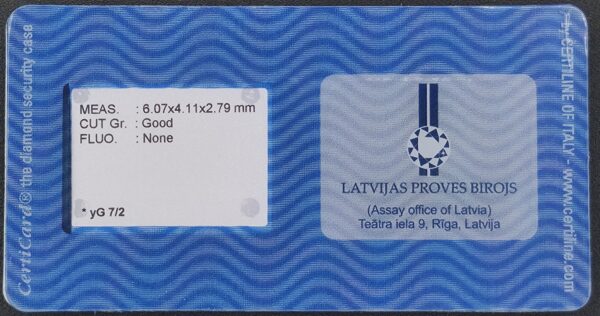 CertiCard® the diamond security case
MEAS. : 6.07x4.11x2.79 mm
CUT Gr. : Good
FLUO. : None
* yG 7/2
LATVIJAS PROVES BIROJS
(Assay office of Latvia)
Teātra iela 9, Rīga, Latvija
CERTILINE OF ITALY - www.certiline.com